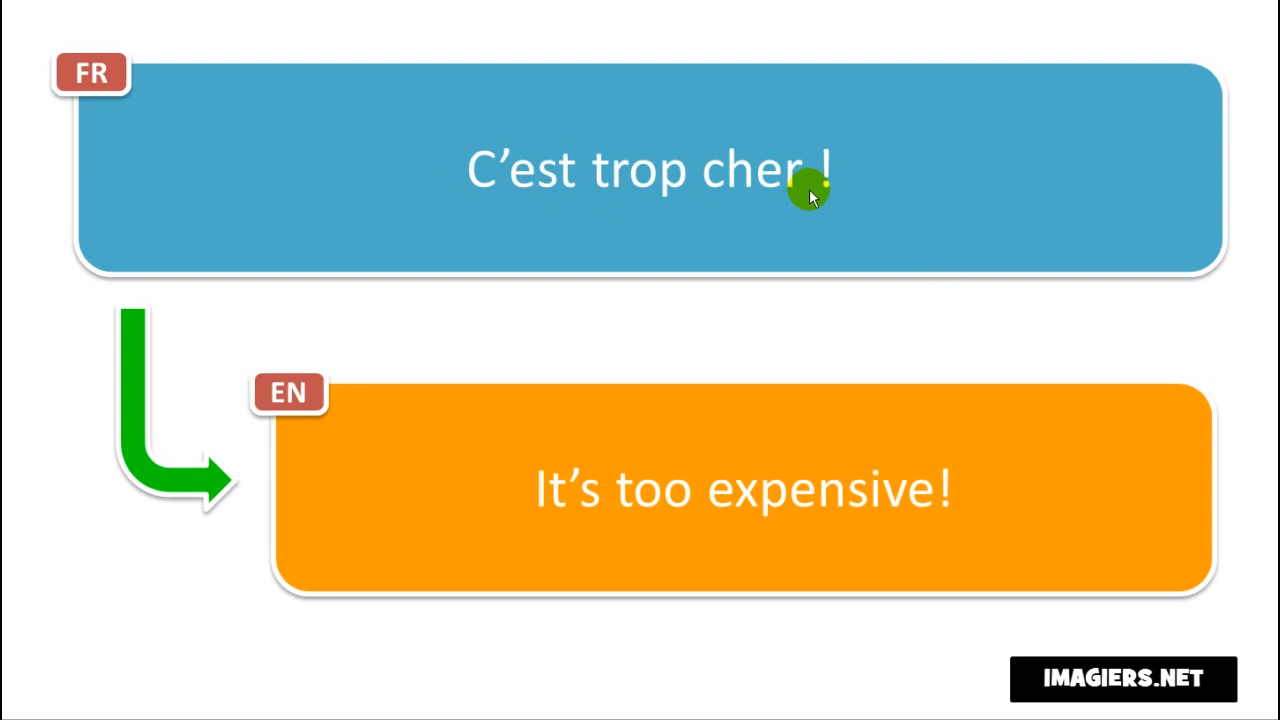 FR
C’est trop cher !
EN
It’s too expensive!
IMAGIERS.NET